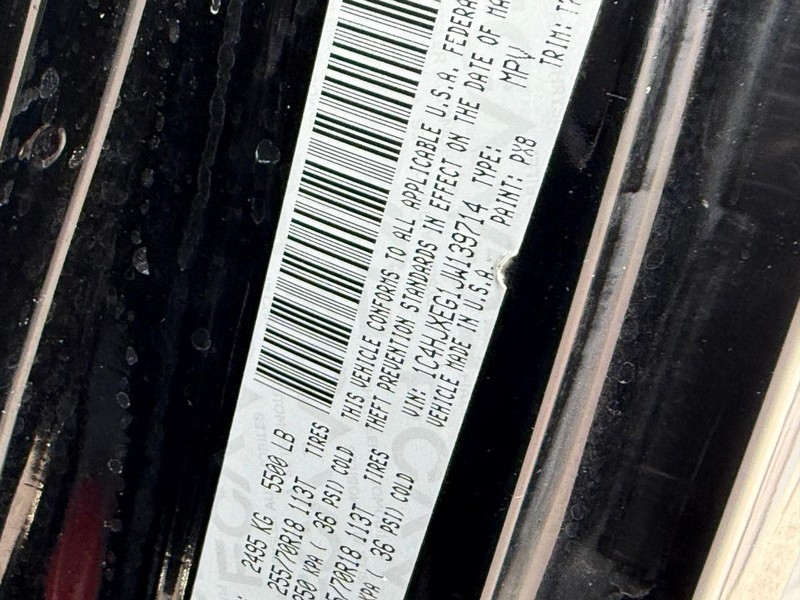 2495 KG 5500 LB
255/70R18 113T TIRES
250 KPA / 36 PSI) COLD
/70R18 113T TIRES
KPA / 36 PSI) COLD
THIS VEHICLE CONFORMS TO ALL APPLICABLE U.S.A. FEDERA
THEFT PREVENTION STANDARDS IN EFFECT ON THE DATE OF MA
VIN: 1C4HJXEG1JW139714 TYPE: MPV
VEHICLE MADE IN U.S.A. PAINT: PX8 TRIM: